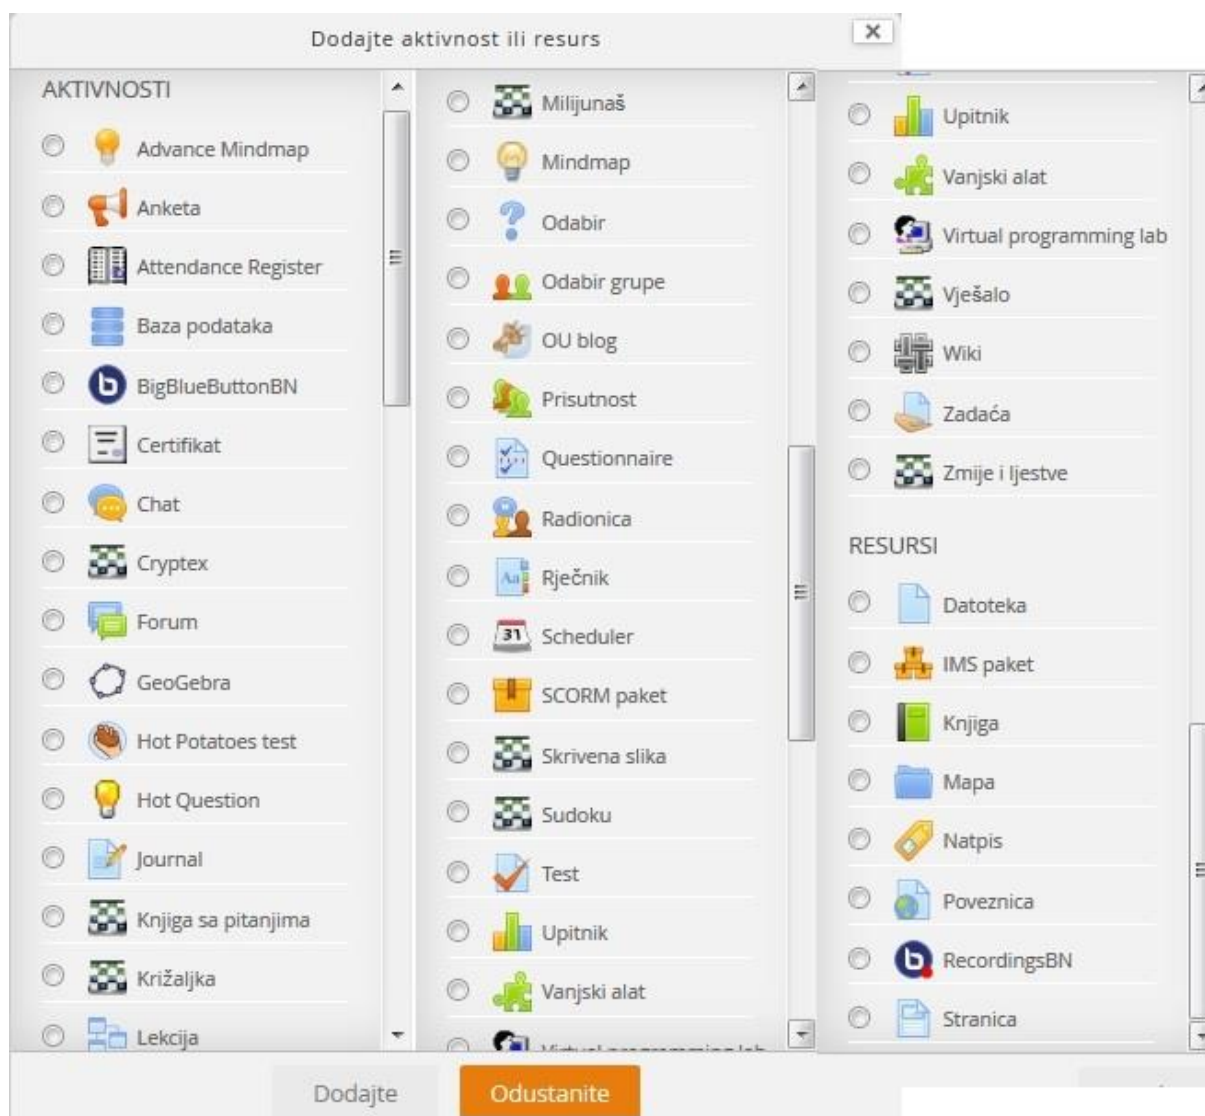 Dodajte aktivnost ili resurs
AKTIVNOSTI
Advance Mindmap
Anketa
Attendance Register
Baza podataka
BigBlueButtonBN
Certifikat
Chat
Cryptex
Forum
GeoGebra
Hot Potatoes test
Hot Question
Journal
Knjiga sa pitanjima
Križaljka
Lekcija
Milijunaš
Mindmap
Odabir
Odabir grupe
OU blog
Prisutnost
Questionnaire
Radionica
Rječnik
Scheduler
SCORM paket
Skrivena slika
Sudoku
Test
Upitnik
Vanjski alat
Virtual programming lab
Upitnik
Vanjski alat
Virtual programming lab
Vješalo
Wiki
Zadaća
Zmije i ljestve
RESURSI
Datoteka
IMS paket
Knjiga
Mapa
Natpis
Poveznica
RecordingsBN
Stranica
Dodajte
Odustanite